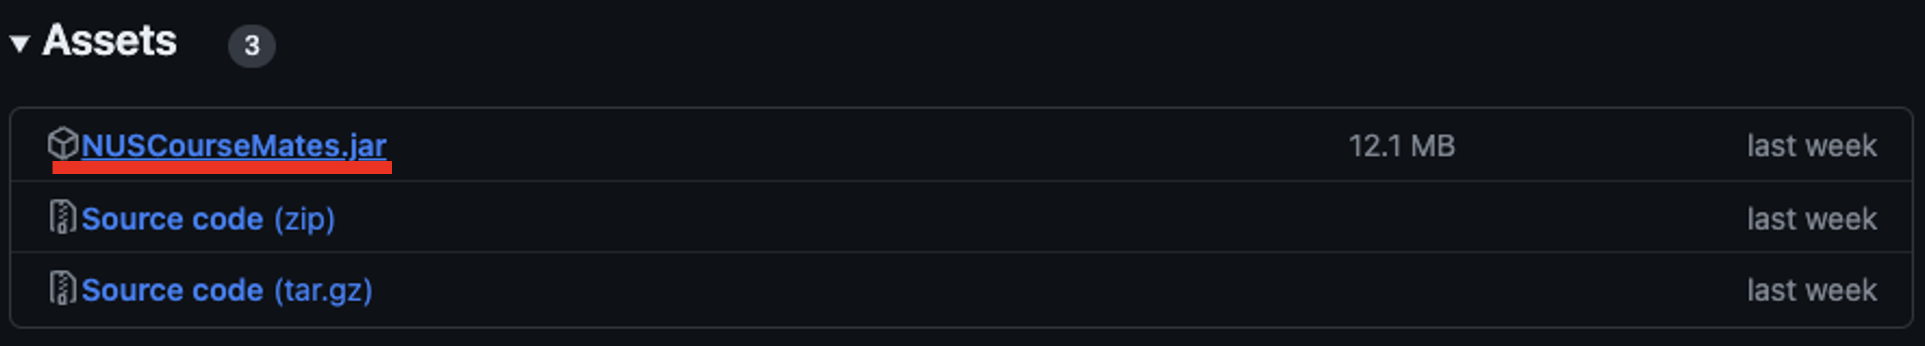 Assets 3
NUSCourseMates.jar 12.1 MB last week
Source code (zip) last week
Source code (tar.gz) last week